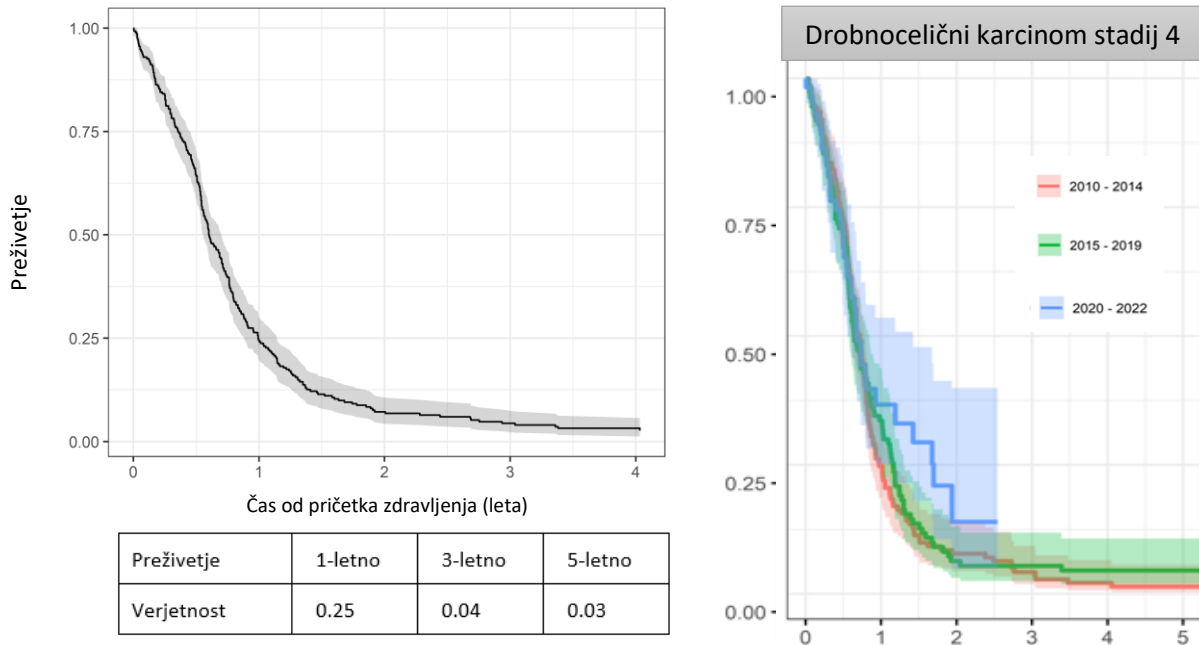 Preživetje
1.00
0.75
0.50
0.25
0.00
0 1 2 3 4
Čas od pričetka zdravljenja (leta)
Preživetje 1-letno 3-letno 5-letno
Verjetnost 0.25 0.04 0.03
Drobnocelični karcinom stadij 4
1.00
0.75
0.50
0.25
0.00
2010 - 2014
2015 - 2019
2020 - 2022
0 1 2 3 4 5